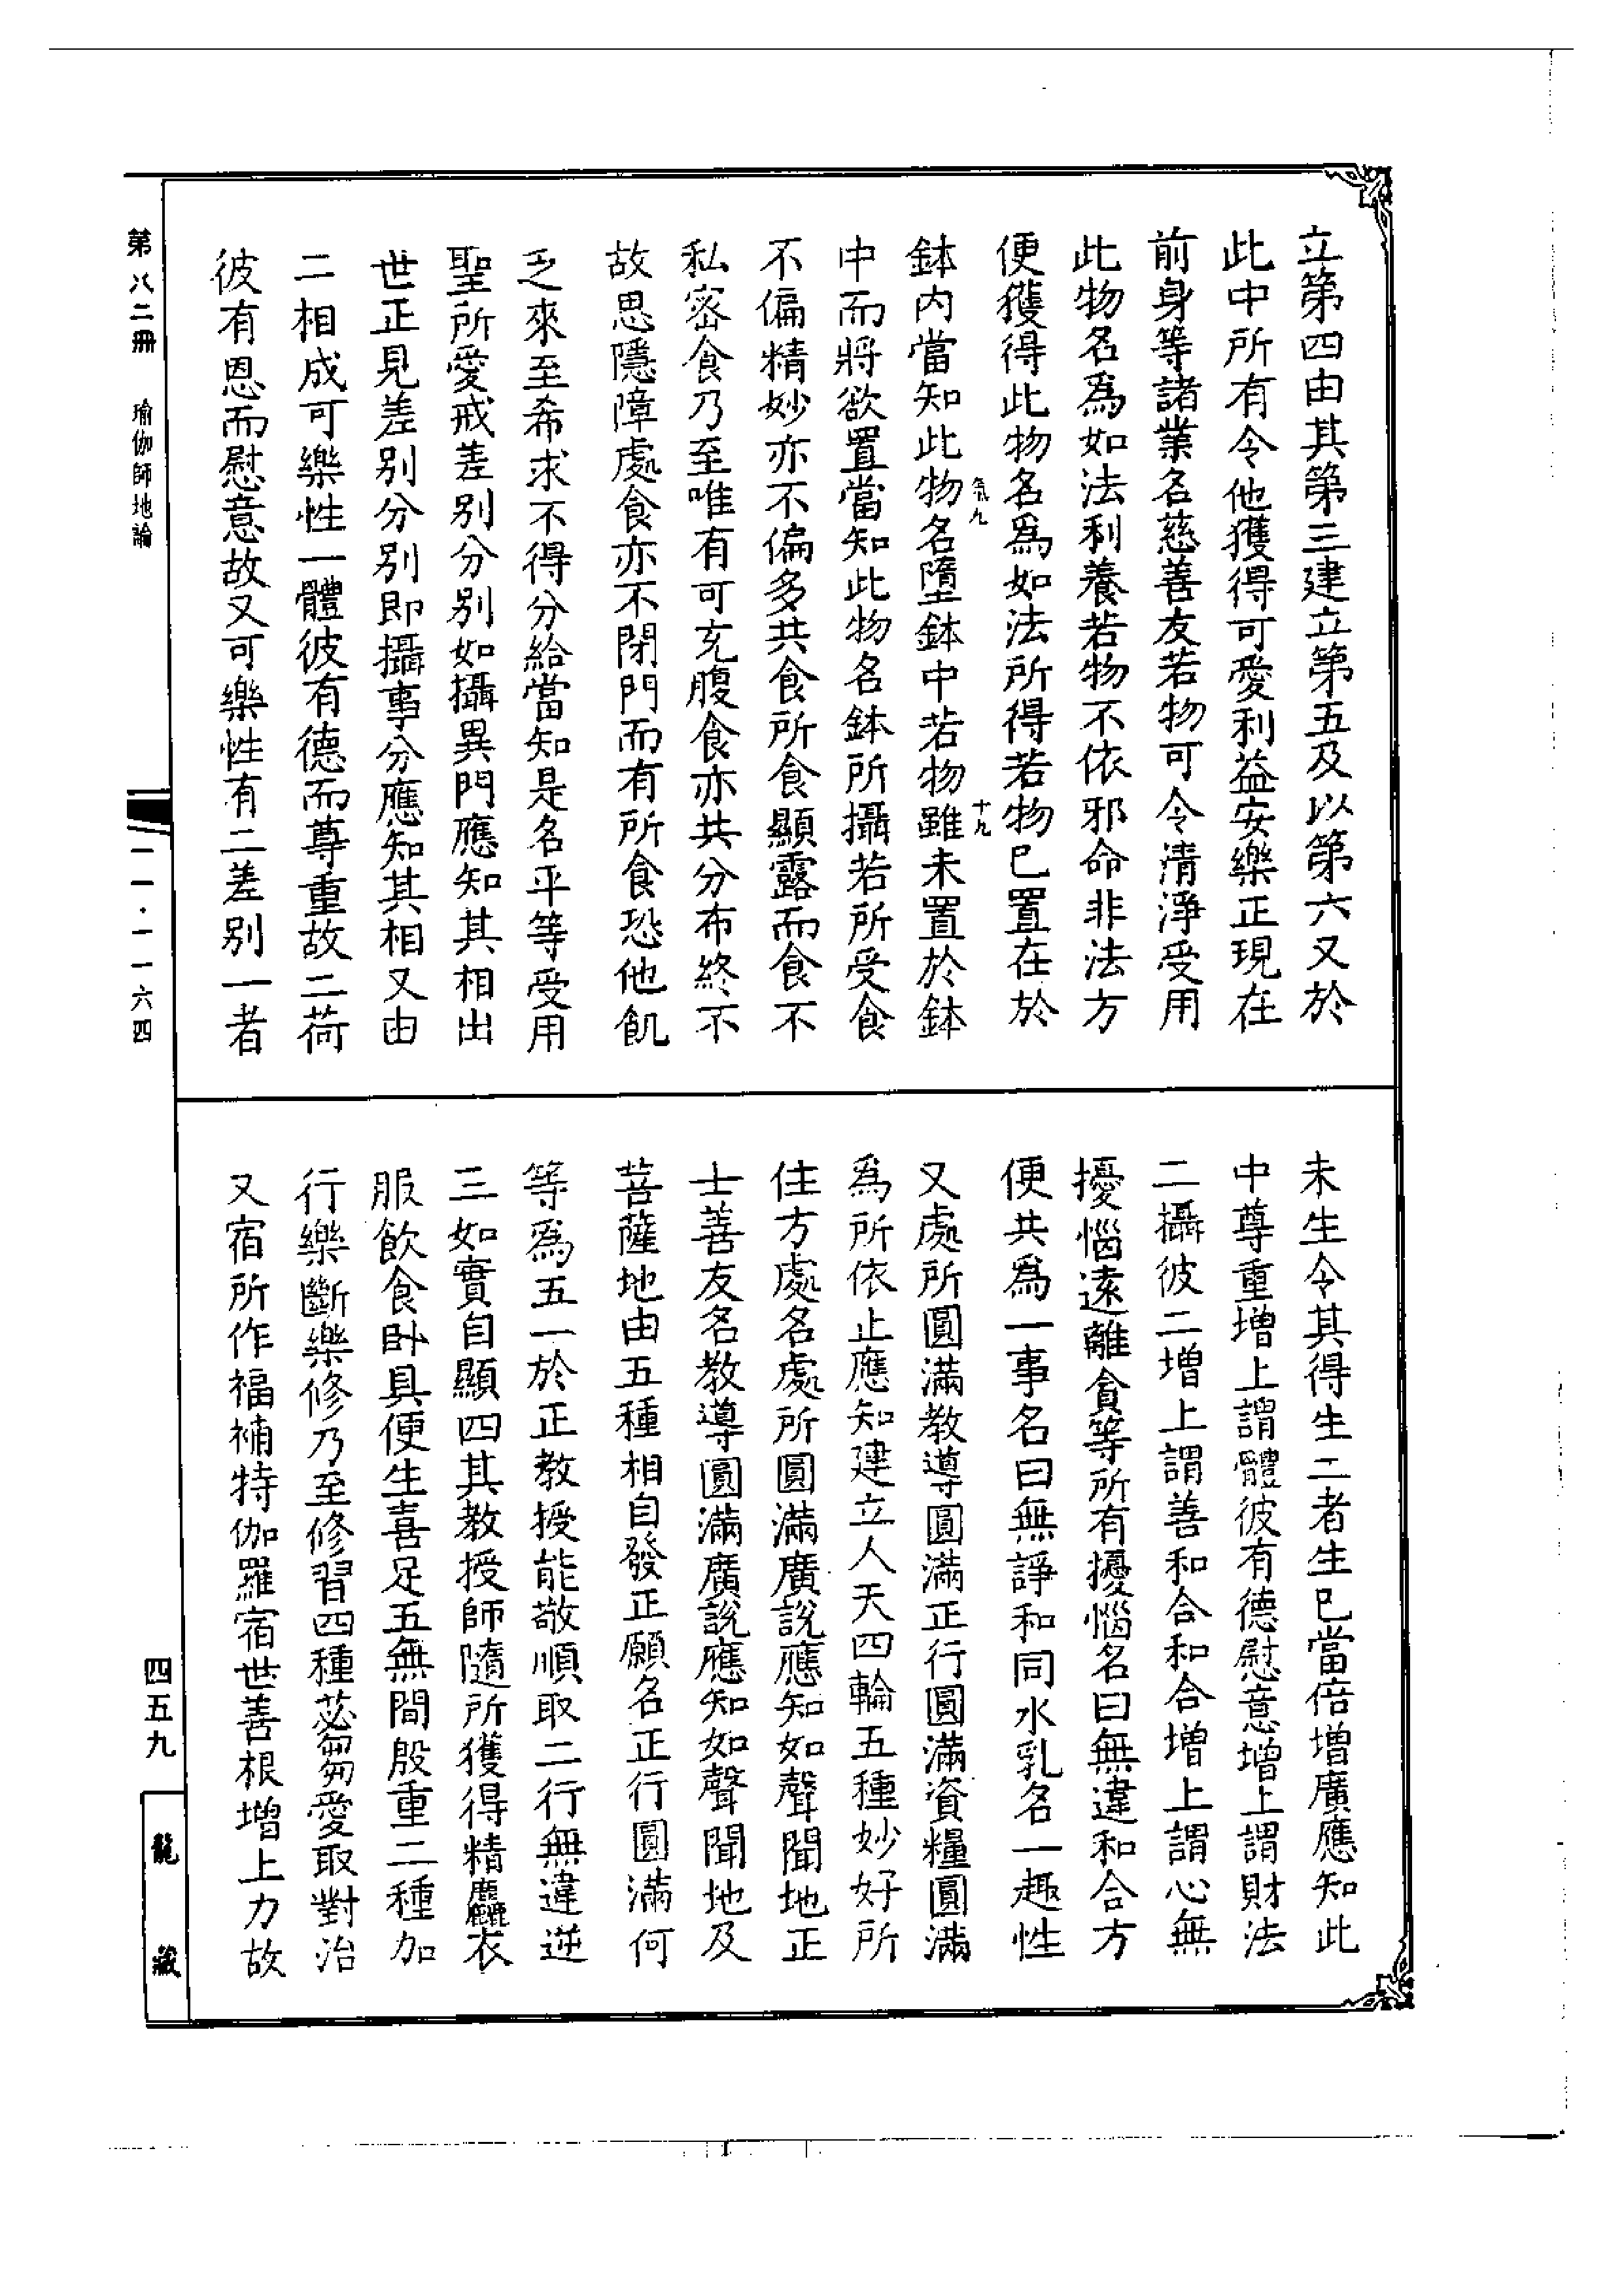 立第四由其第三建立第五及以第六又於
此中所有令他獲得可愛利益安樂正現在
前身等諸業名慈善友若物可令清淨受用
此物名為如法利養若物不依邪命非法方
便獲得此物名為如法所得若物已置在於
鉢內當知此物名墮鉢中若物雖未置於鉢
氣九
十九
中而將欲置當知此物名鉢所攝若所受食
不偏精妙亦不偏多共食所食顯露而食不
私密食乃至唯有可充腹食亦共分布終不
故思隱障處食亦不閉門而有所食恐他飢
乏來至希求不得分給當知是名平等受用
聖所愛戒差別分別如攝異門應知其相出
世正見差別分別即攝事分應知其相又由
二相成可樂性一體彼有德而尊重故二荷
彼有恩而慰意故又可樂性有二差別一者
未生令其得生二者生已當倍增廣應知此
中尊重增上謂體彼有德慰意增上謂財法
二攝彼二增上謂善和合和合增上謂心無
擾惱遠離貪等所有擾惱名曰無違和合方
便共為一事名曰無諍和同水乳名一趣性
又處所圓滿教導圓滿正行圓滿資糧圓滿
為所依止應知建立人天四輪五種妙好所
住方處名處所圓滿廣說應知如聲聞地正
士善友名教導圓滿廣說應知如聲聞地及
菩薩地由五種相自發正願名正行圓滿何
等為五一於正教授能敬順取二行無違逆
三如實自顯四其教授師隨所獲得精麤衣
服飲食臥具便生喜足五無間殷重二種加
行樂斷樂修乃至修習四種苾芻愛取對治
又宿所作福補特伽羅宿世善根增上力故
第八二冊　瑜伽師地論
二一·一一六四
四五九
龍藏